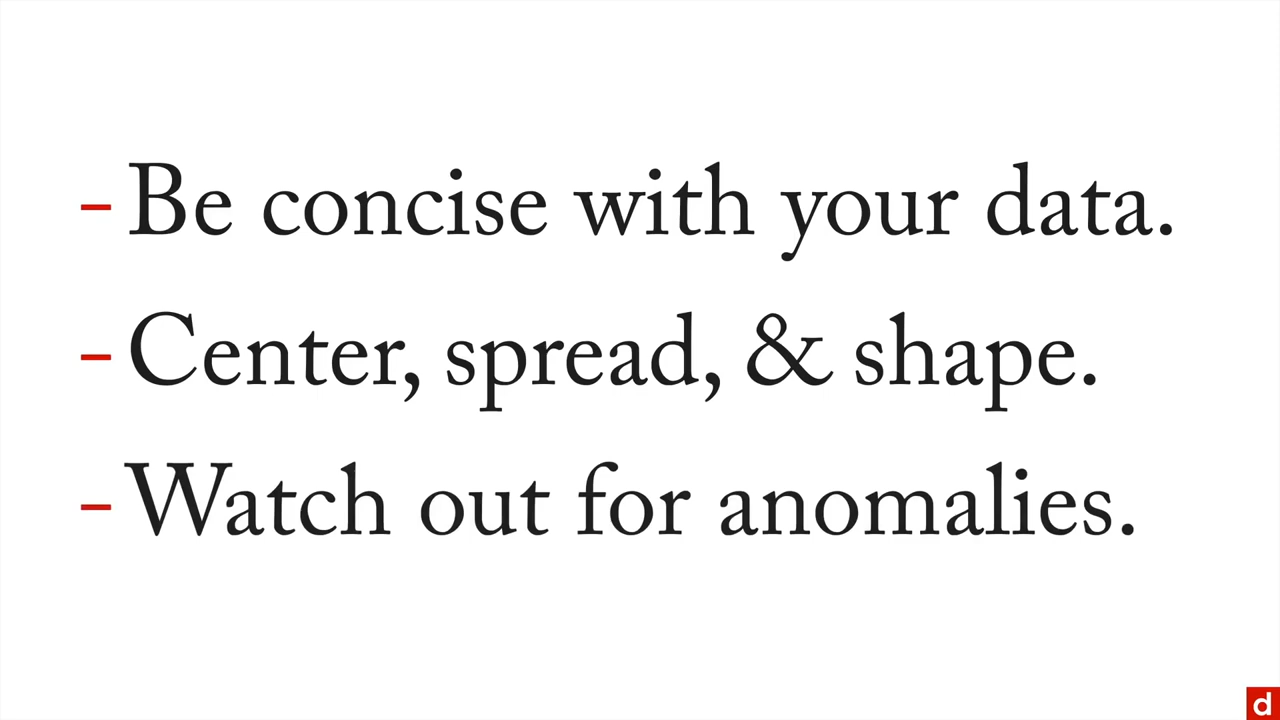 - Be concise with your data.
- Center, spread, & shape.
- Watch out for anomalies.
d